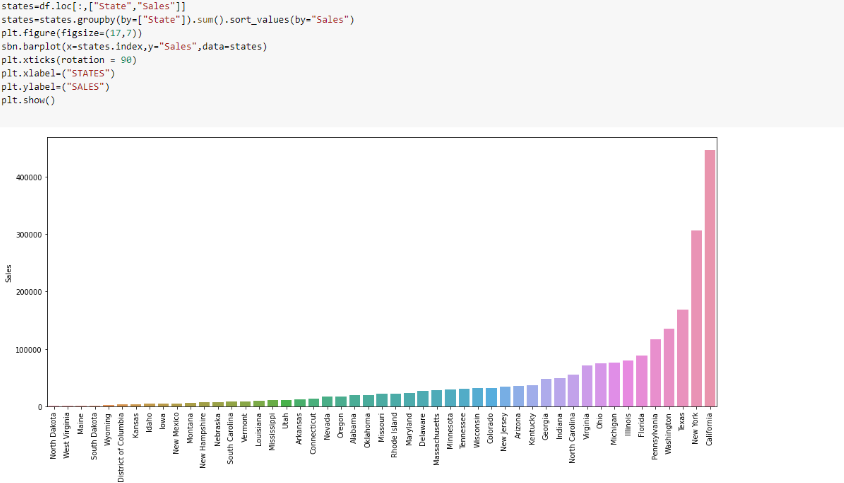 states=df.loc[:,["State","Sales"]]
states=states.groupby(by=["State"]).sum().sort_values(by="Sales")
plt.figure(figsize=(17,7))
sbn.barplot(x=states.index,y="Sales",data=states)
plt.xticks(rotation = 90)
plt.xlabel=("STATES")
plt.ylabel=("SALES")
plt.show()
400000
300000
200000
100000
0
Sales
North Dakota
West Virginia
Maine
South Dakota
Wyoming
District of Columbia
Kansas
Idaho
Iowa
New Mexico
Montana
New Hampshire
Nebraska
South Carolina
Vermont
Louisiana
Mississippi
Utah
Arkansas
Connecticut
Nevada
Oregon
Alabama
Oklahoma
Missouri
Rhode Island
Maryland
Delaware
Massachusetts
Minnesota
Tennessee
Wisconsin
Colorado
New Jersey
Arizona
Kentucky
Georgia
Indiana
North Carolina
Virginia
Ohio
Michigan
Illinois
Florida
Pennsylvania
Washington
Texas
New York
California